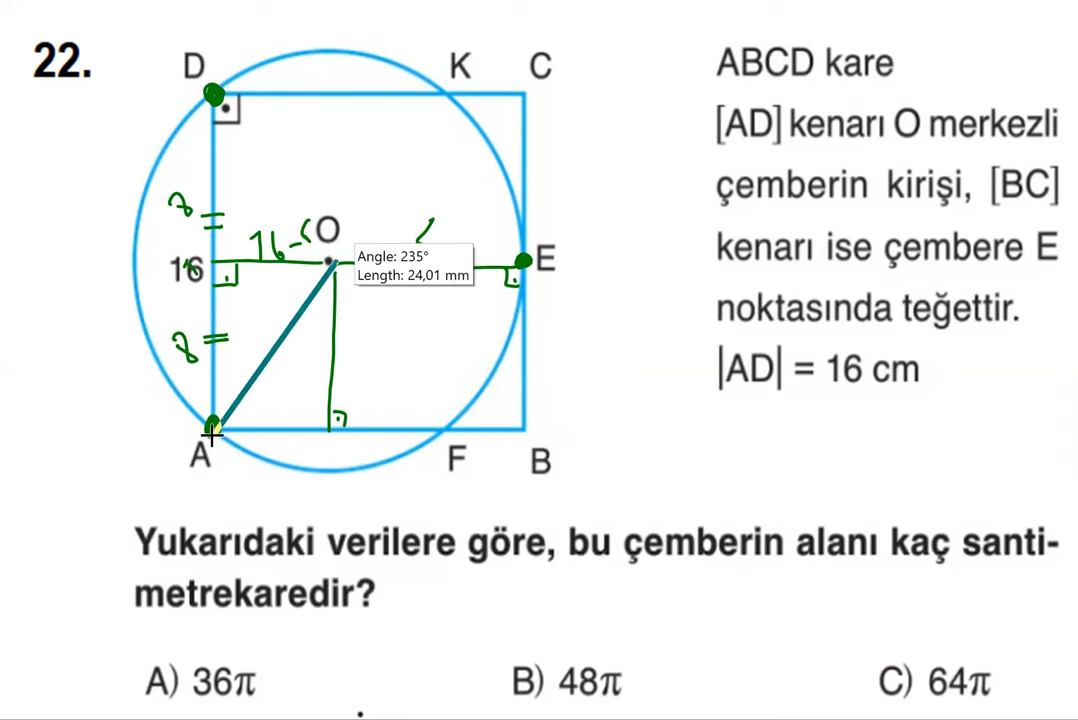 22.
D K C
ABCD kare
[AD] kenarı O merkezli
çemberin kirişi, [BC]
kenarı ise çembere E
noktasında teğettir.
|AD| = 16 cm
O
16-r
Angle: 235°
Length: 24,01 mm
E
16
8
A F B
Yukarıdaki verilere göre, bu çemberin alanı kaç santi-
metrekaredir?
A) 36π B) 48π C) 64π